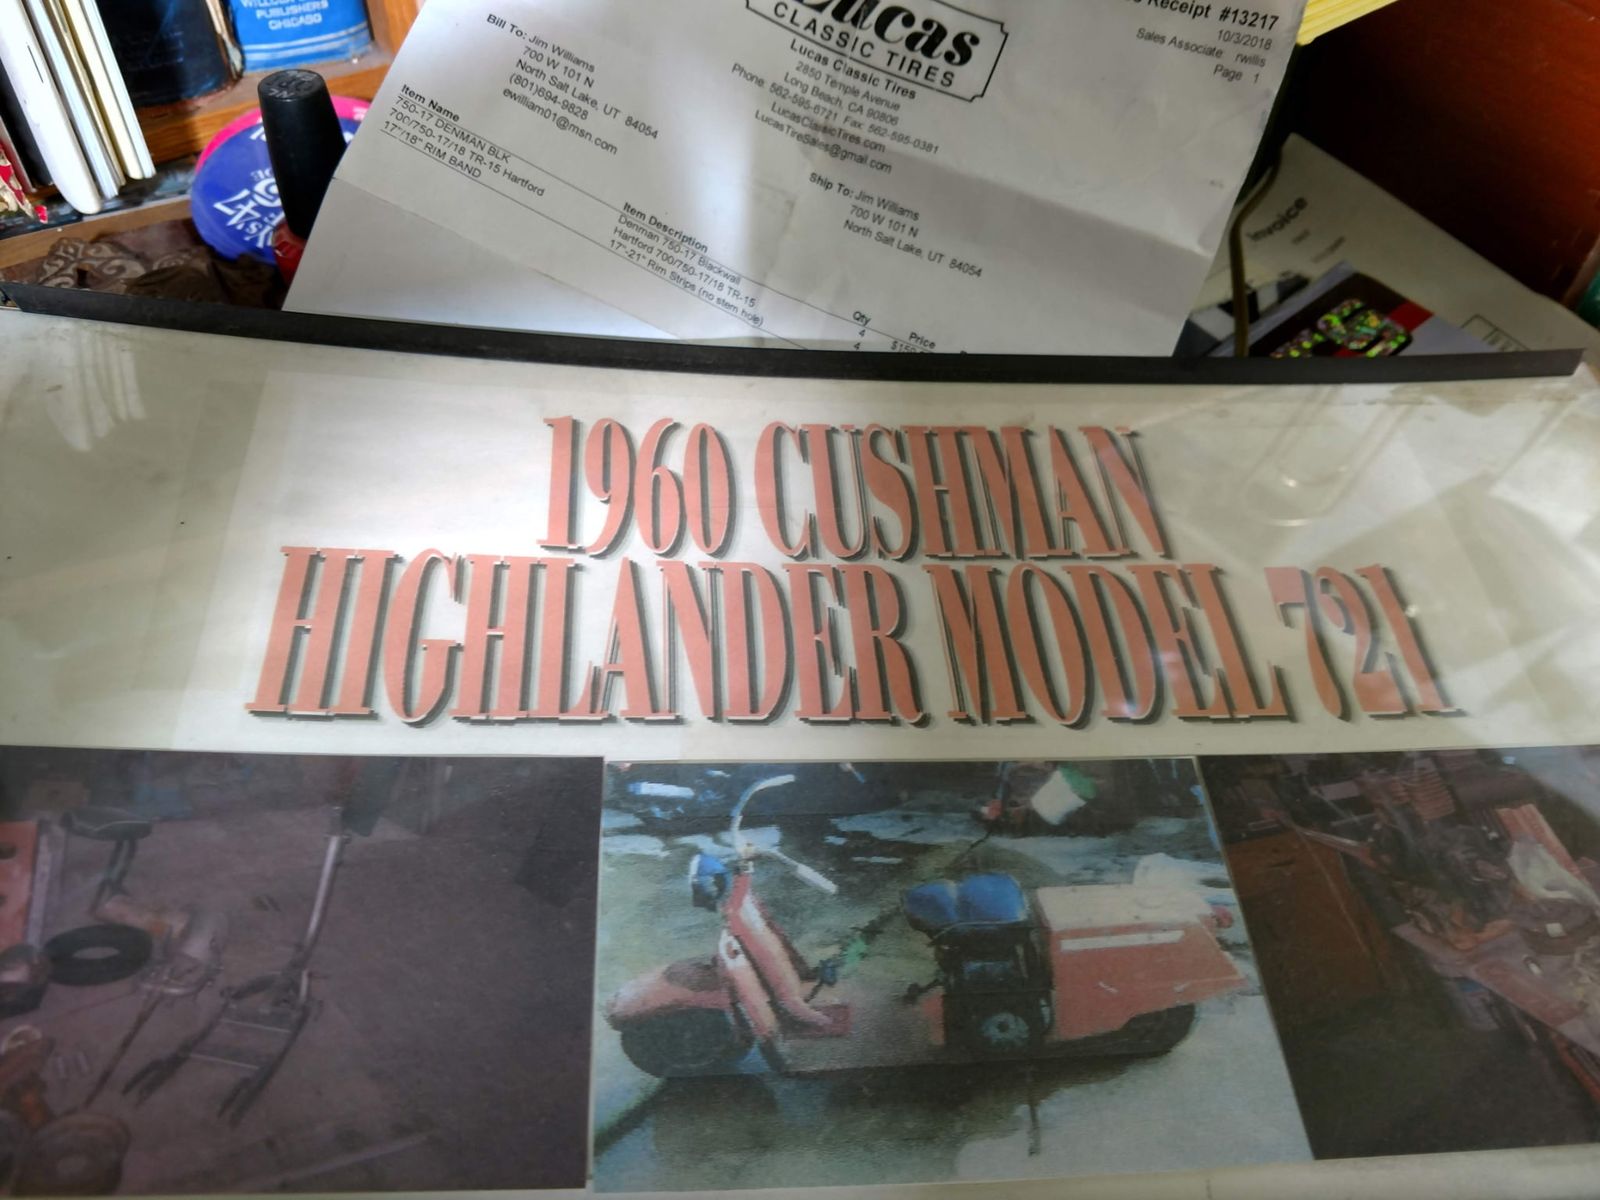 WILLCOX & FOLLETT
PUBLISHERS
CHICAGO
Lucas
CLASSIC TIRES
Lucas Classic Tires
2850 Temple Avenue
Long Beach, CA 90806
Phone: 562-595-6721 Fax: 562-595-0381
LucasClassicTires.com
LucasTireSales@gmail.com
Receipt #13217
10/3/2018
Sales Associate: rwillis
Page 1
Bill To: Jim Williams
700 W 101 N
North Salt Lake, UT 84054
(801)694-9828
ewilliam01@msn.com
Ship To: Jim Williams
700 W 101 N
North Salt Lake, UT 84054
Item Name
750-17 DENMAN BLK
700/750-17/18 TR-15 Hartford
17"/18" RIM BAND
Item Description
Denman 750-17 Blackwall
Hartford 700/750-17/18 TR-15
17"-21" Rim Strips (no stem hole)
Qty
4
4
Price
Invoice
1960 CUSHMAN
HIGHLANDER MODEL 721